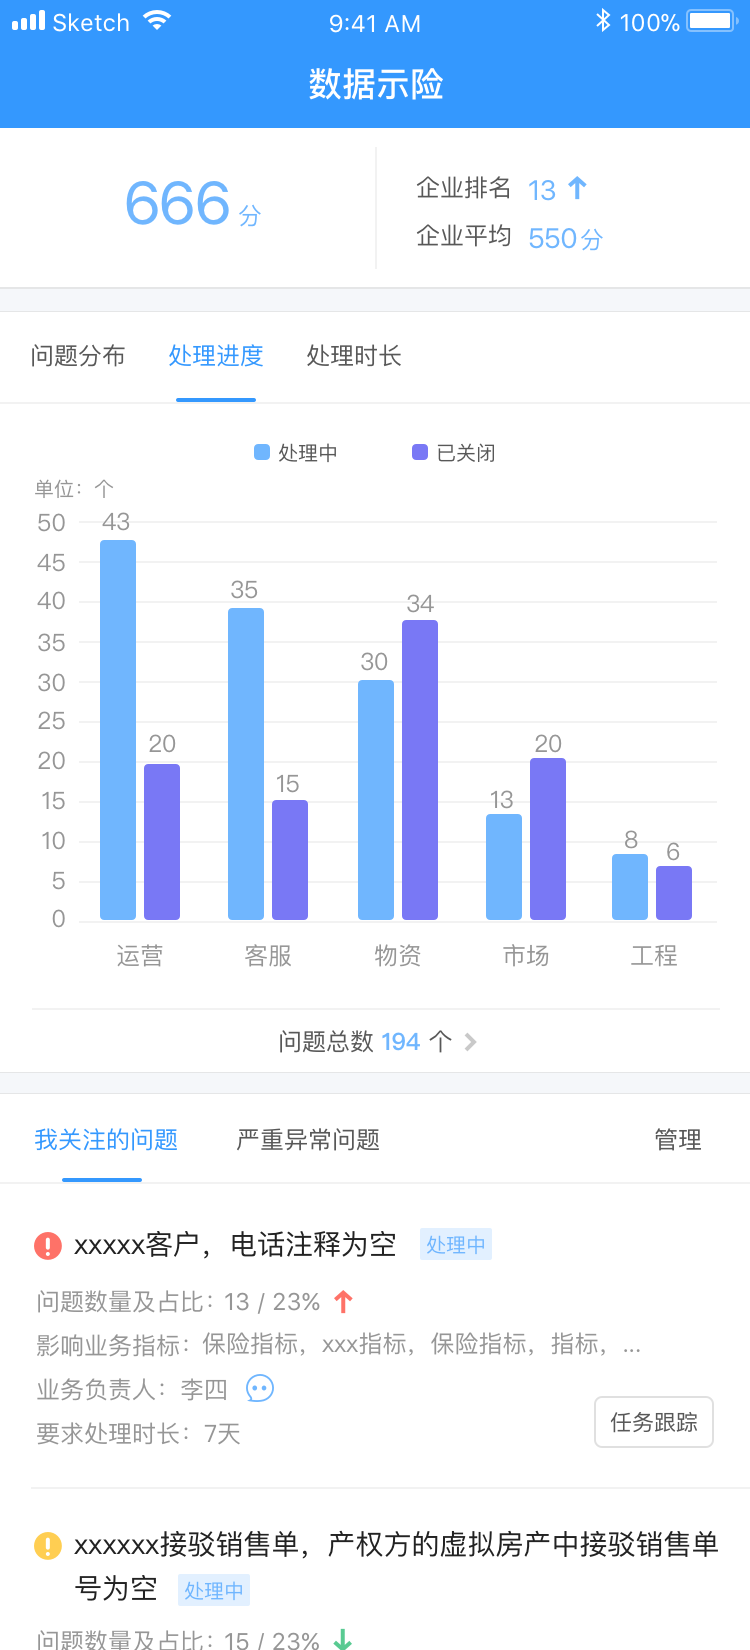 Sketch 9:41 AM 100%
数据示险
666分
企业排名 13
企业平均 550分
问题分布 处理进度 处理时长
处理中 已关闭
单位：个
50
45
40
35
30
25
20
15
10
5
0
43 20 35 15 30 34 13 20 8 6
运营 客服 物资 市场 工程
问题总数 194 个
我关注的问题 严重异常问题 管理
xxxxx客户，电话注释为空 处理中
问题数量及占比：13 / 23%
影响业务指标：保险指标，xxx指标，保险指标，指标，...
业务负责人：李四
要求处理时长：7天
任务跟踪
xxxxxx接驳销售单，产权方的虚拟房产中接驳销售单
号为空 处理中
问题数量及占比：15 / 23%